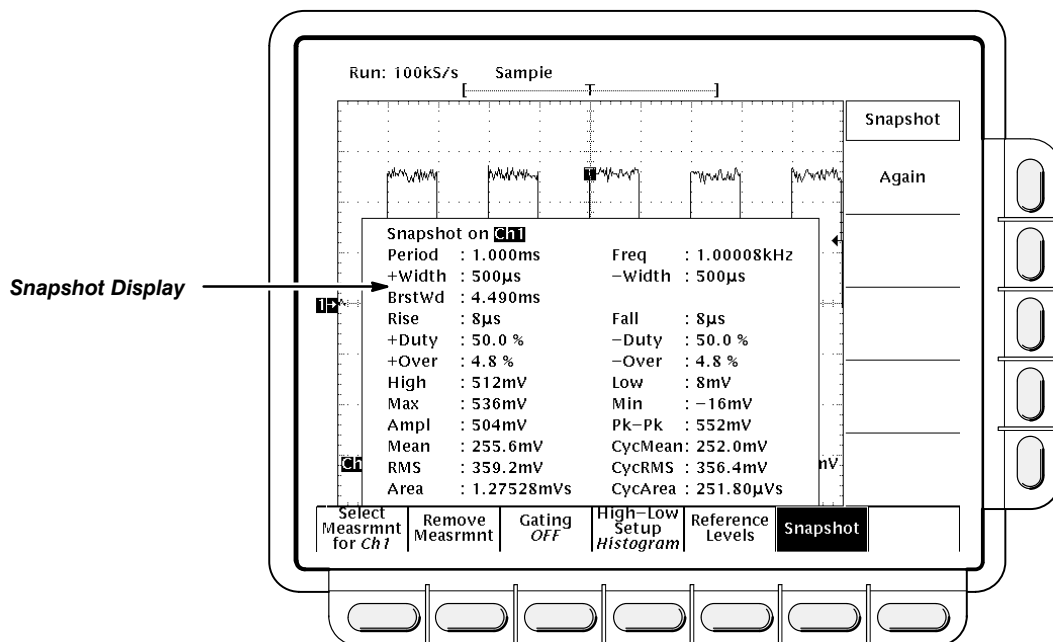 Run: 100kS/s Sample
[ T ]
Snapshot
Again
1
Snapshot on Ch1
Period : 1.000ms Freq : 1.00008kHz
+Width : 500µs −Width : 500µs
Snapshot Display
BrstWd : 4.490ms
1
Rise : 8µs Fall : 8µs
+Duty : 50.0 % −Duty : 50.0 %
+Over : 4.8 % −Over : 4.8 %
High : 512mV Low : 8mV
Max : 536mV Min : −16mV
Ampl : 504mV Pk−Pk : 552mV
Mean : 255.6mV CycMean: 252.0mV
Ch RMS : 359.2mV CycRMS : 356.4mV mV
Area : 1.27528mVs CycArea : 251.80µVs
Select
Measrmnt
for Ch1
Remove
Measrmnt
Gating
OFF
High−Low
Setup
Histogram
Reference
Levels
Snapshot